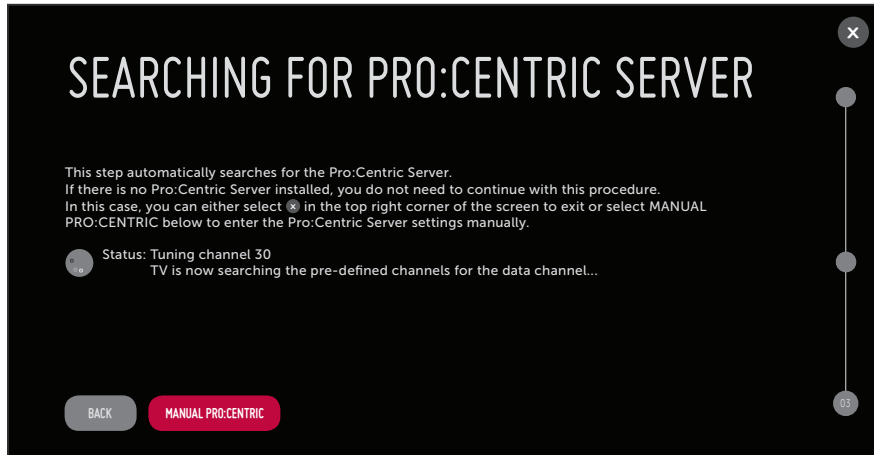 X
SEARCHING FOR PRO:CENTRIC SERVER
This step automatically searches for the Pro:Centric Server.
If there is no Pro:Centric Server installed, you do not need to continue with this procedure.
In this case, you can either select x in the top right corner of the screen to exit or select MANUAL
PRO:CENTRIC below to enter the Pro:Centric Server settings manually.
Status: Tuning channel 30
TV is now searching the pre-defined channels for the data channel...
BACK
MANUAL PRO:CENTRIC
03